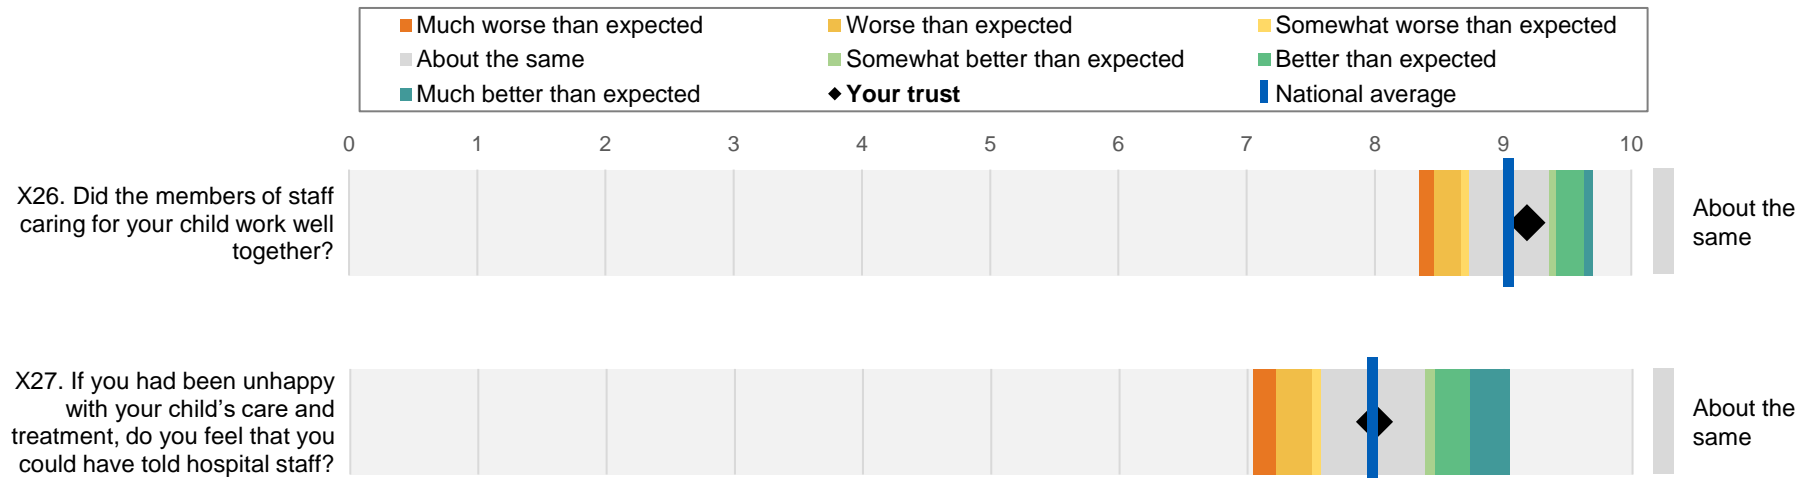 Much worse than expected
Worse than expected
Somewhat worse than expected
About the same
Somewhat better than expected
Better than expected
Much better than expected
Your trust
National average
0 1 2 3 4 5 6 7 8 9 10
X26. Did the members of staff
caring for your child work well
together?
About the
same
X27. If you had been unhappy
with your child’s care and
treatment, do you feel that you
could have told hospital staff?
About the
same